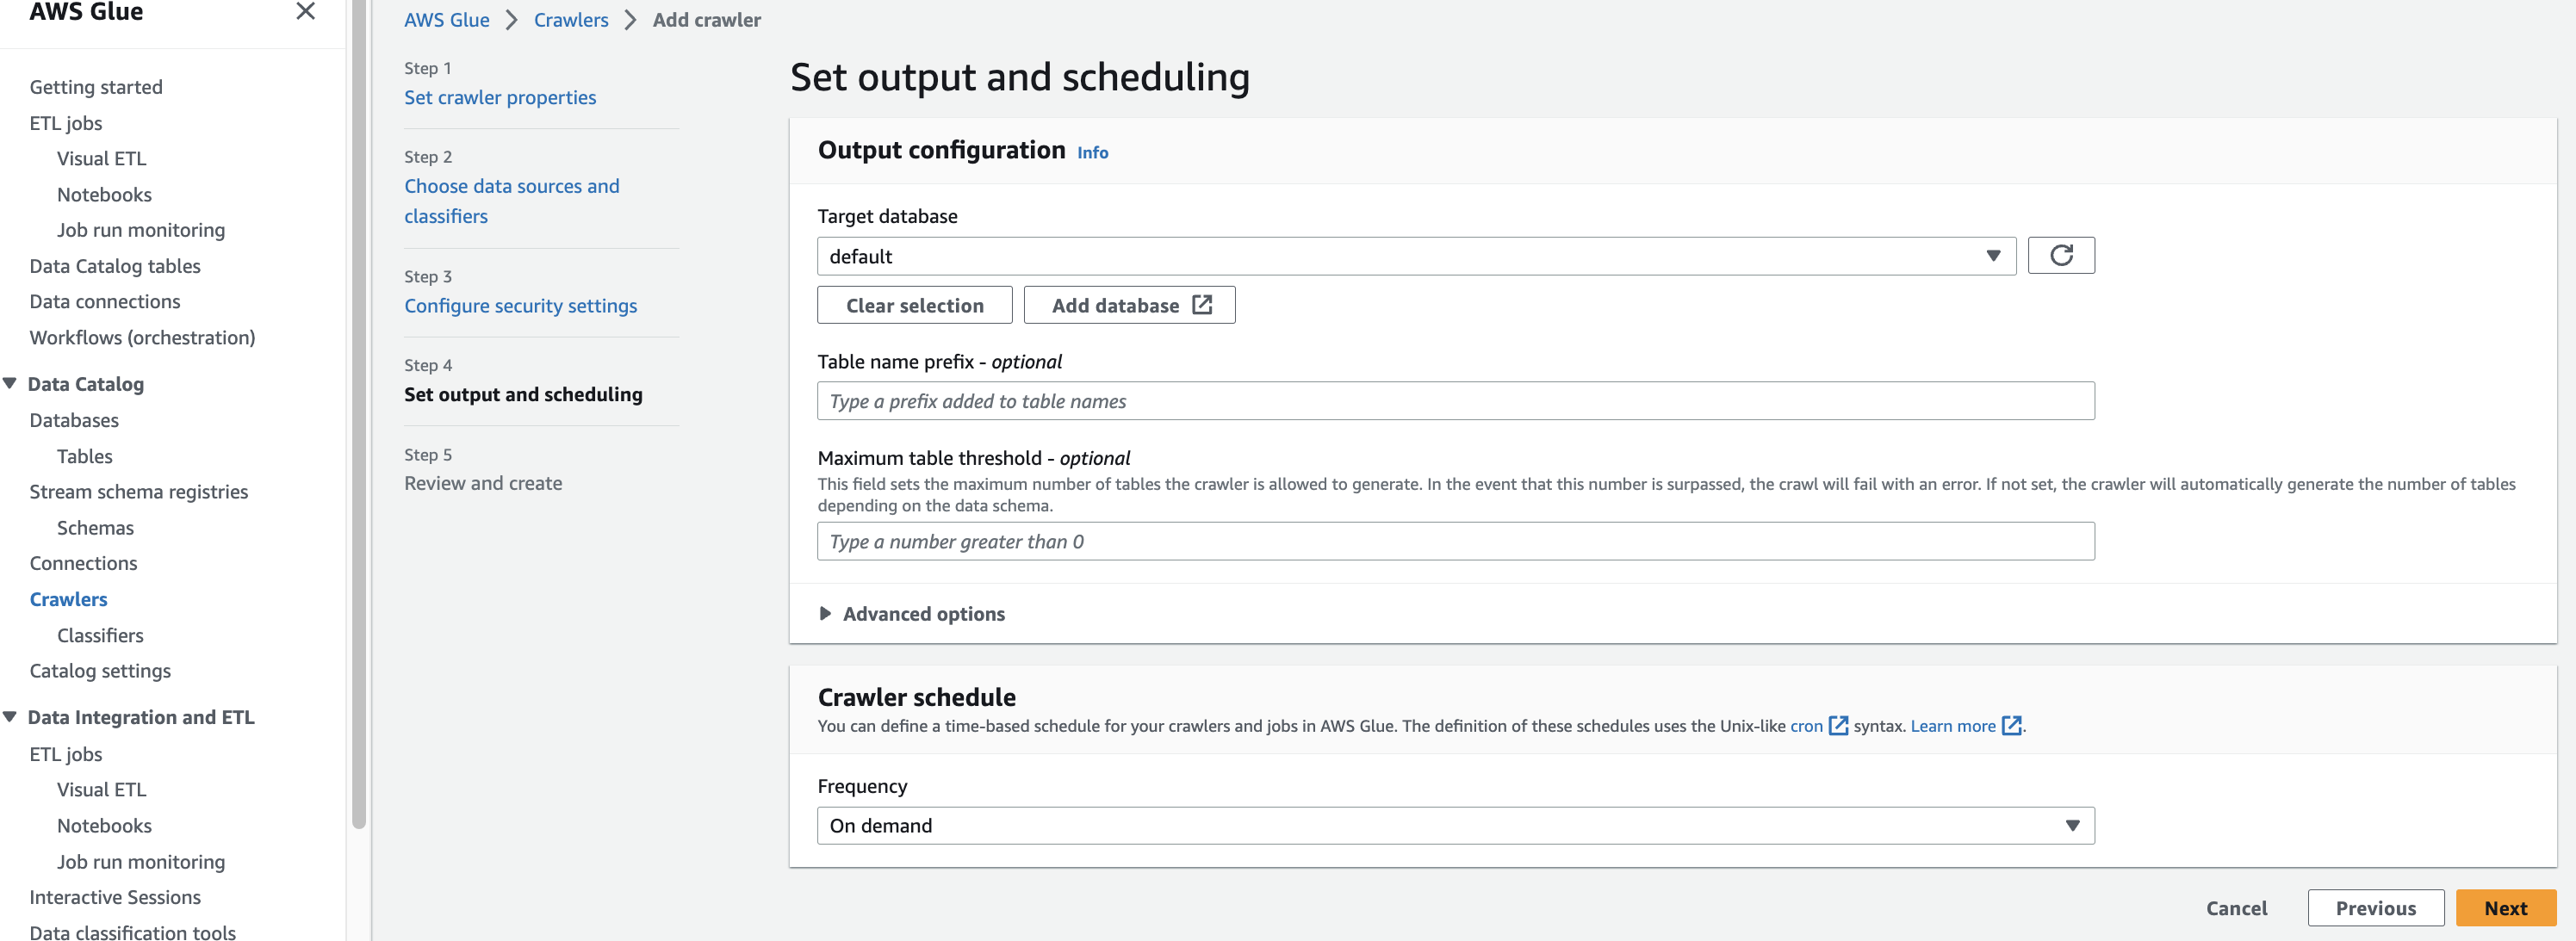 AWS Glue
Getting started
ETL jobs
Visual ETL
Notebooks
Job run monitoring
Data Catalog tables
Data connections
Workflows (orchestration)
Data Catalog
Databases
Tables
Stream schema registries
Schemas
Connections
Crawlers
Classifiers
Catalog settings
Data Integration and ETL
ETL jobs
Visual ETL
Notebooks
Job run monitoring
Interactive Sessions
Data classification tools
AWS Glue > Crawlers > Add crawler
Step 1
Set crawler properties
Step 2
Choose data sources and
classifiers
Step 3
Configure security settings
Step 4
Set output and scheduling
Step 5
Review and create
Set output and scheduling
Output configuration Info
Target database
default
Clear selection Add database
Table name prefix - optional
Type a prefix added to table names
Maximum table threshold - optional
This field sets the maximum number of tables the crawler is allowed to generate. In the event that this number is surpassed, the crawl will fail with an error. If not set, the crawler will automatically generate the number of tables
depending on the data schema.
Type a number greater than 0
Advanced options
Crawler schedule
You can define a time-based schedule for your crawlers and jobs in AWS Glue. The definition of these schedules uses the Unix-like cron syntax. Learn more.
Frequency
On demand
Cancel Previous Next